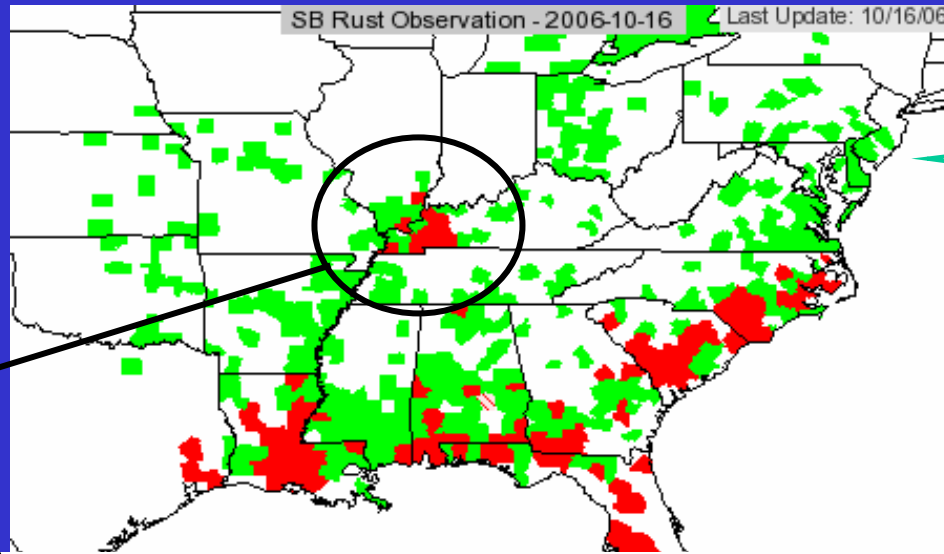 SB Rust Observation - 2006-10-16
Last Update: 10/16/06